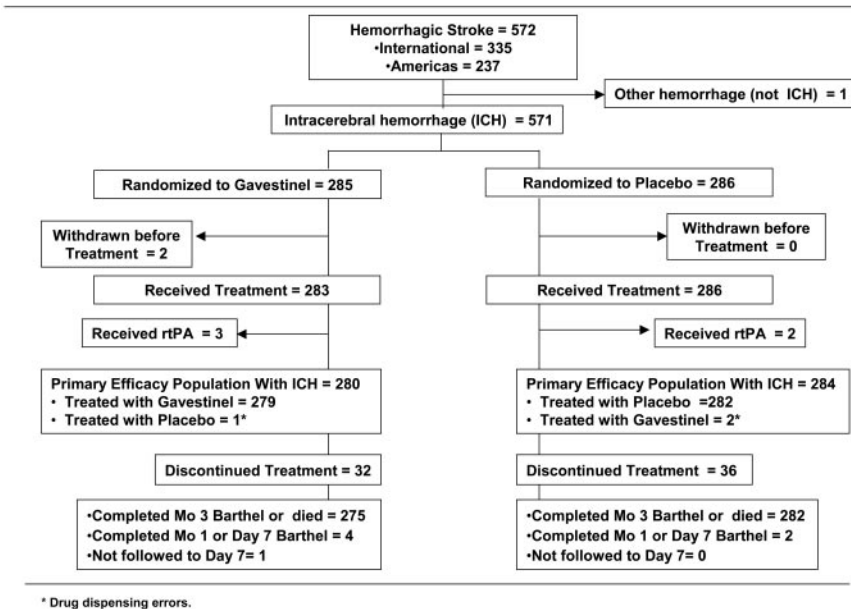 Hemorrhagic Stroke = 572
•International = 335
•Americas = 237
Other hemorrhage (not ICH) = 1
Intracerebral hemorrhage (ICH) = 571
Randomized to Gavestinel = 285
Randomized to Placebo = 286
Withdrawn before
Treatment = 2
Withdrawn before
Treatment = 0
Received Treatment = 283
Received Treatment = 286
Received rtPA = 3
Received rtPA = 2
Primary Efficacy Population With ICH = 280
• Treated with Gavestinel = 279
• Treated with Placebo = 1*
Primary Efficacy Population With ICH = 284
• Treated with Placebo =282
• Treated with Gavestinel = 2*
Discontinued Treatment = 32
Discontinued Treatment = 36
•Completed Mo 3 Barthel or died = 275
•Completed Mo 1 or Day 7 Barthel = 4
•Not followed to Day 7= 1
•Completed Mo 3 Barthel or died = 282
•Completed Mo 1 or Day 7 Barthel = 2
•Not followed to Day 7= 0
* Drug dispensing errors.